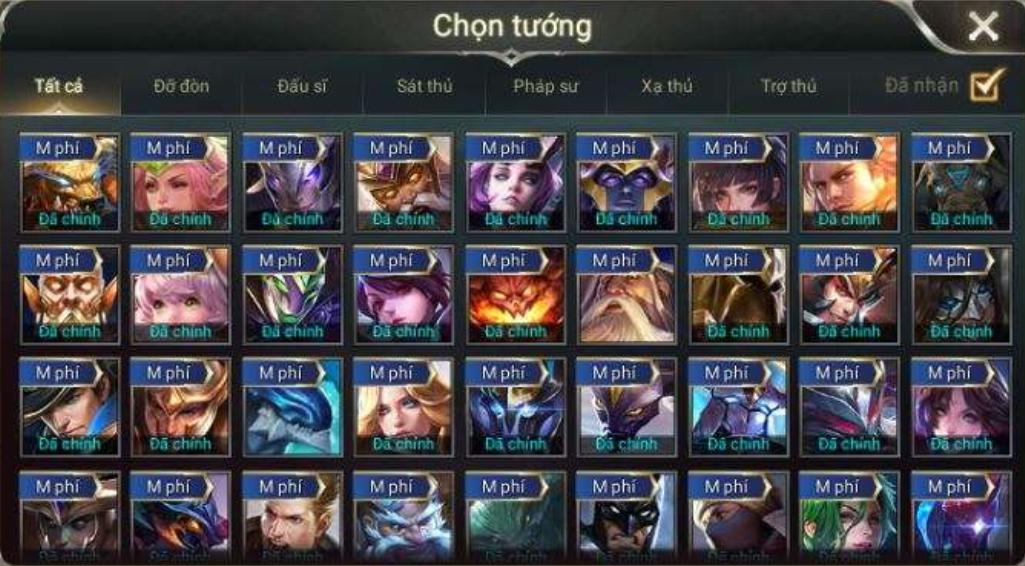 Chọn tướng
Tất cả Đỡ đòn Đấu sĩ Sát thủ Pháp sư Xạ thủ Trợ thủ Đã nhận
M phí M phí M phí M phí M phí M phí M phí M phí M phí
Đã chỉnh Đã chỉnh Đã chỉnh Đã chỉnh Đã chỉnh Đã chỉnh Đã chỉnh Đã chỉnh Đã chỉnh
M phí M phí M phí M phí M phí M phí M phí M phí M phí
Đã chỉnh Đã chỉnh Đã chỉnh Đã chỉnh Đã chỉnh Đã chỉnh Đã chỉnh Đã chỉnh
M phí M phí M phí M phí M phí M phí M phí M phí M phí
Đã chỉnh Đã chỉnh Đã chỉnh Đã chỉnh Đã chỉnh Đã chỉnh Đã chỉnh Đã chỉnh
M phí M phí M phí M phí M phí M phí M phí M phí M phí